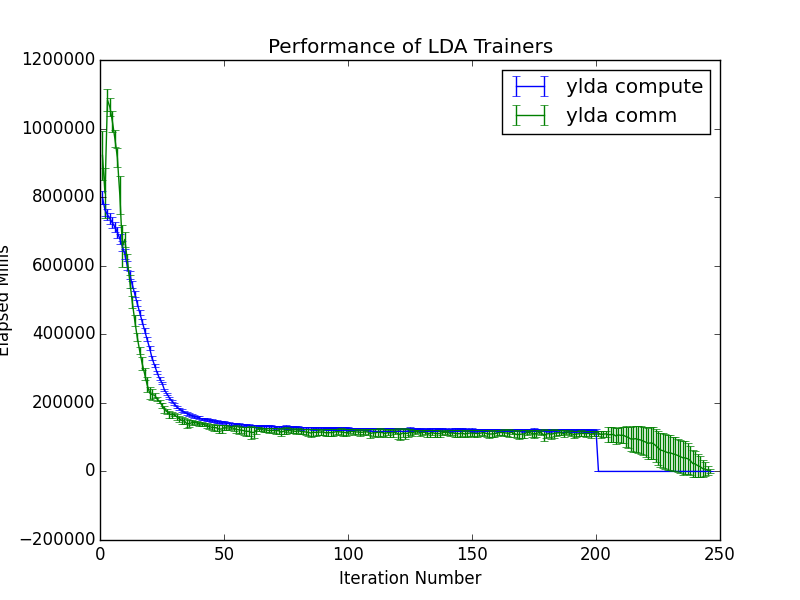 Performance of LDA Trainers
ylda compute
ylda comm
1200000
1000000
800000
600000
400000
200000
0
−200000
Elapsed Millis
0 50 100 150 200 250
Iteration Number